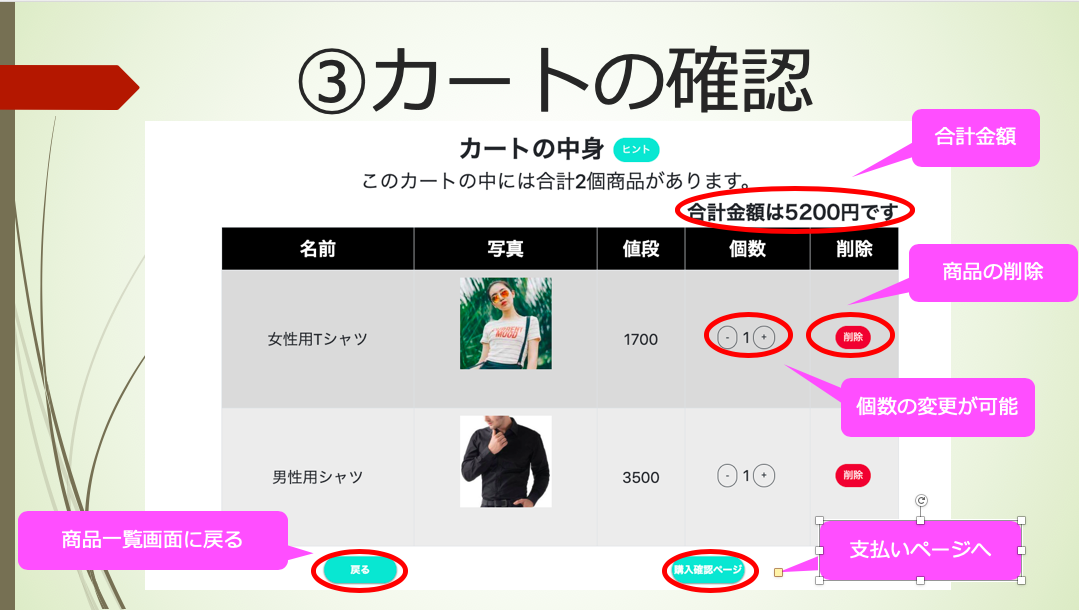 ③カートの確認
合計金額
カートの中身 ヒント
このカートの中には合計2個商品があります。
合計金額は5200円です
名前 写真 値段 個数 削除
商品の削除
女性用Tシャツ 1700 - 1 + 削除
CURRENT
MOOD
個数の変更が可能
男性用シャツ 3500 - 1 + 削除
商品一覧画面に戻る
支払いページへ
戻る 購入確認ページ